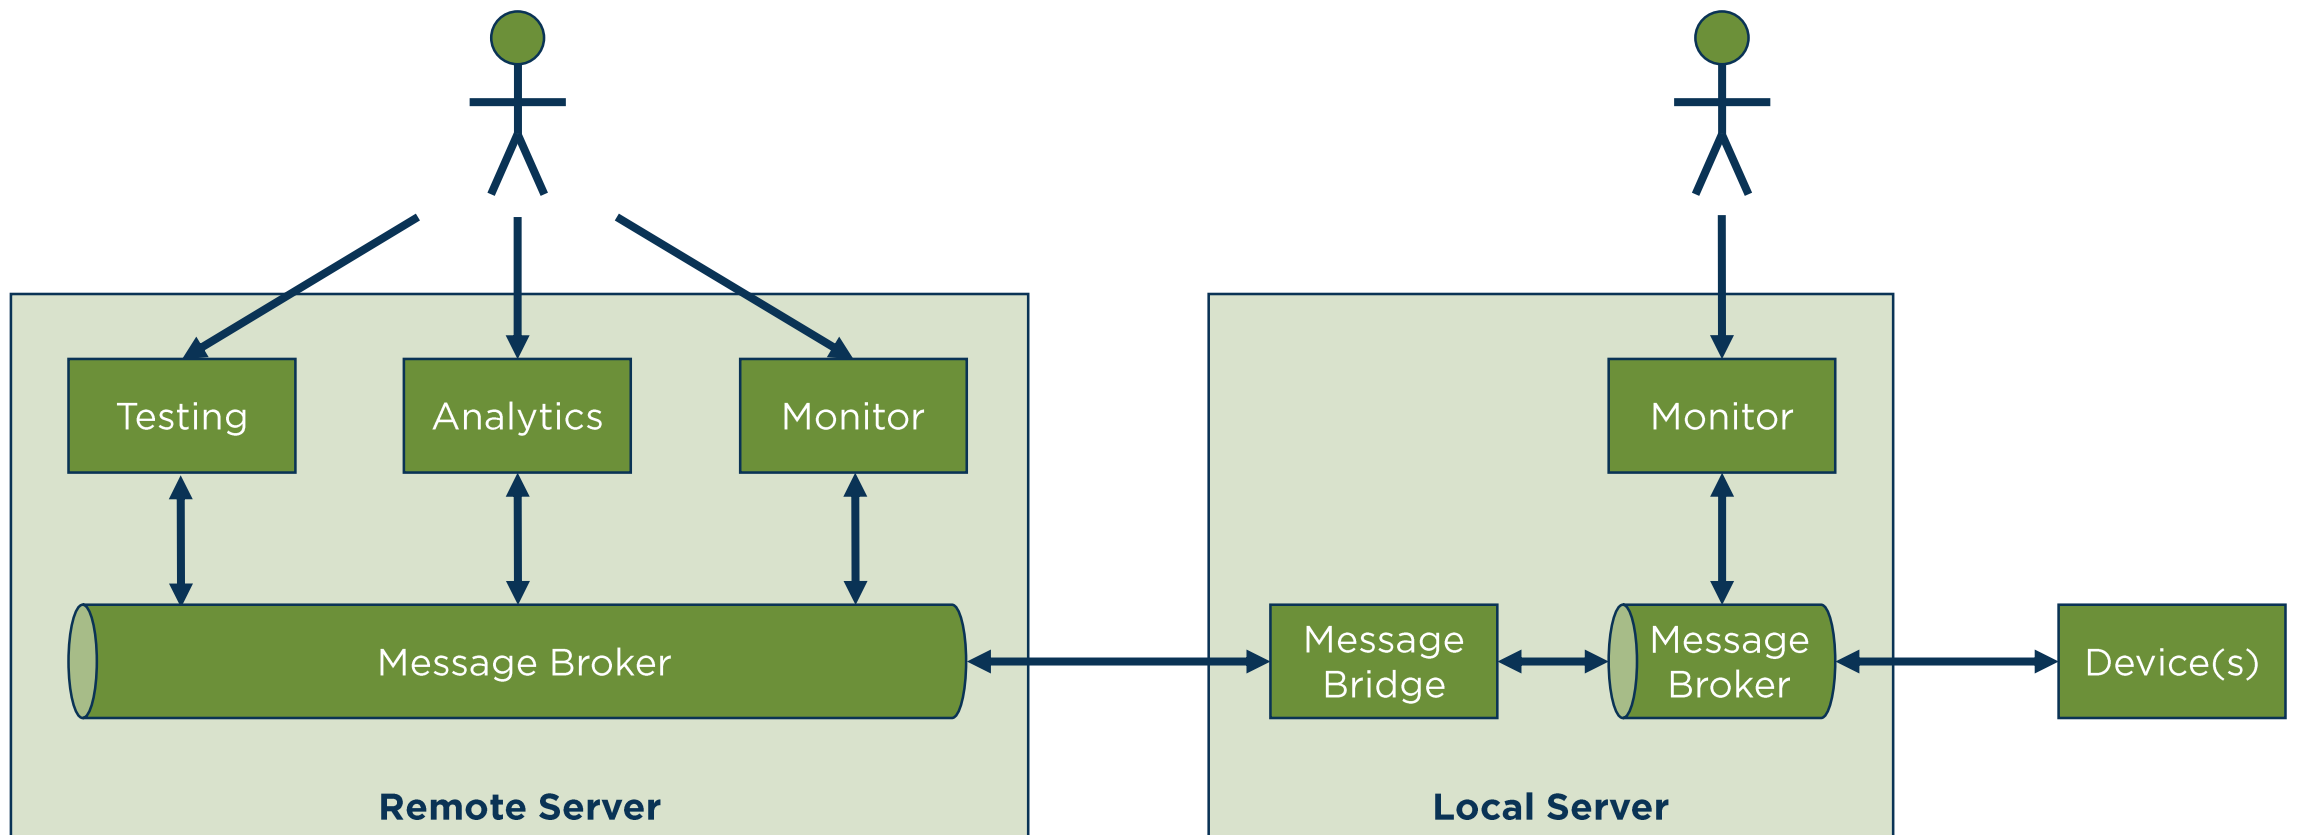 Testing
Analytics
Monitor
Monitor
Message Broker
Message
Bridge
Message
Broker
Device(s)
Remote Server
Local Server